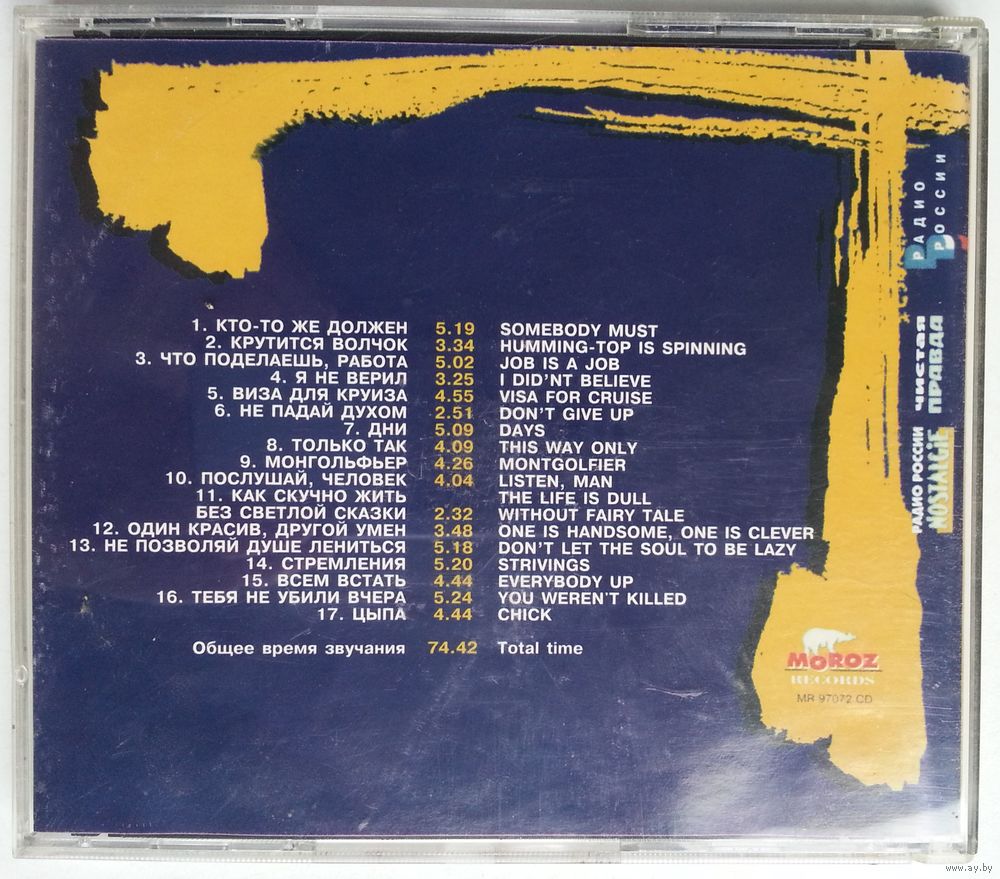 1. КТО-ТО ЖЕ ДОЛЖЕН 5.19 SOMEBODY MUST
2. КРУТИТСЯ ВОЛЧОК 3.34 HUMMING-TOP IS SPINNING
3. ЧТО ПОДЕЛАЕШЬ, РАБОТА 5.02 JOB IS A JOB
4. Я НЕ ВЕРИЛ 3.25 I DID'NT BELIEVE
5. ВИЗА ДЛЯ КРУИЗА 4.55 VISA FOR CRUISE
6. НЕ ПАДАЙ ДУХОМ 2.51 DON'T GIVE UP
7. ДНИ 5.09 DAYS
8. ТОЛЬКО ТАК 4.09 THIS WAY ONLY
9. МОНГОЛЬФЬЕР 4.26 MONTGOLFIER
10. ПОСЛУШАЙ, ЧЕЛОВЕК 4.04 LISTEN, MAN
11. КАК СКУЧНО ЖИТЬ THE LIFE IS DULL
БЕЗ СВЕТЛОЙ СКАЗКИ 2.32 WITHOUT FAIRY TALE
12. ОДИН КРАСИВ, ДРУГОЙ УМЕН 3.48 ONE IS HANDSOME, ONE IS CLEVER
13. НЕ ПОЗВОЛЯЙ ДУШЕ ЛЕНИТЬСЯ 5.18 DON'T LET THE SOUL TO BE LAZY
14. СТРЕМЛЕНИЯ 5.20 STRIVINGS
15. ВСЕМ ВСТАТЬ 4.44 EVERYBODY UP
16. ТЕБЯ НЕ УБИЛИ ВЧЕРА 5.24 YOU WEREN'T KILLED
17. ЦЫПА 4.44 CHICK
Общее время звучания 74.42 Total time
РАДИО
РОССИИ
ЧИСТАЯ
ПРАВДА
РАДИО РОССИИ
NOSTALGIE
MOROZ
RECORDS
MR 97072 CD
www.ay.by